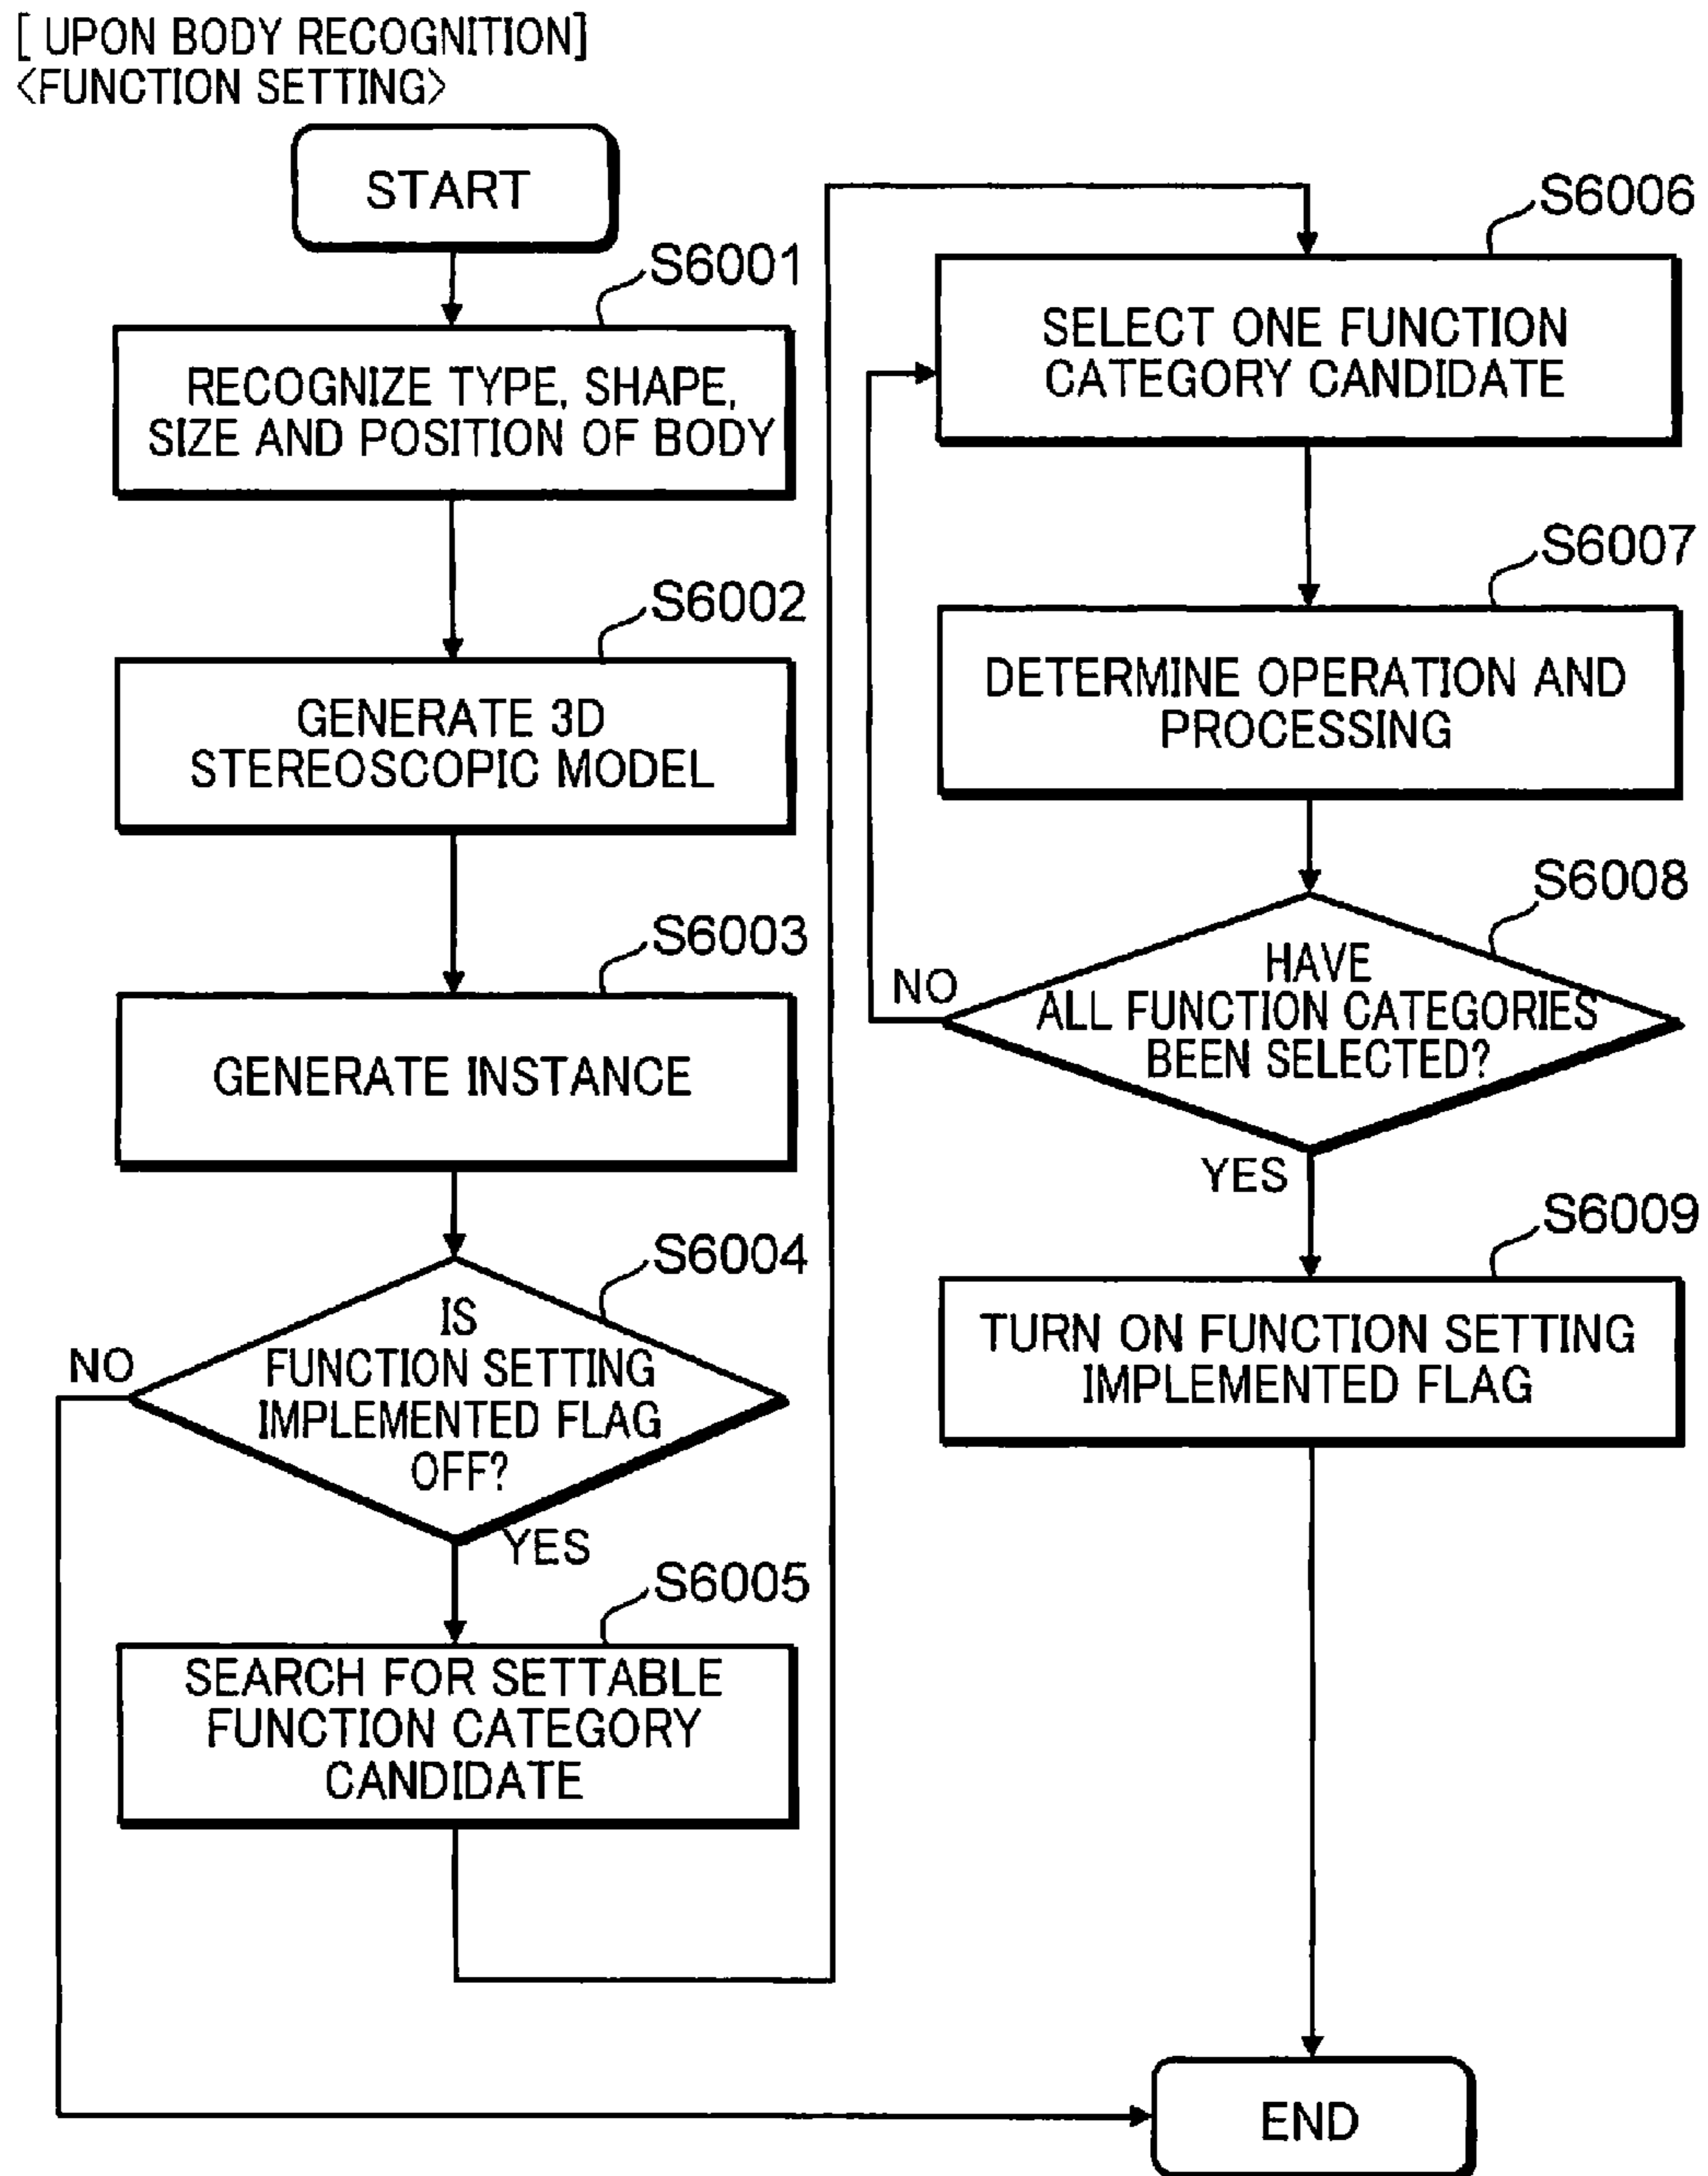 [ UPON BODY RECOGNITION]
<FUNCTION SETTING>
START
S6001
RECOGNIZE TYPE, SHAPE,
SIZE AND POSITION OF BODY
S6002
GENERATE 3D
STEREOSCOPIC MODEL
S6003
GENERATE INSTANCE
S6004
IS
FUNCTION SETTING
IMPLEMENTED FLAG
OFF?
NO
YES
S6005
SEARCH FOR SETTABLE
FUNCTION CATEGORY
CANDIDATE
S6006
SELECT ONE FUNCTION
CATEGORY CANDIDATE
S6007
DETERMINE OPERATION AND
PROCESSING
S6008
HAVE
ALL FUNCTION CATEGORIES
BEEN SELECTED?
NO
YES
S6009
TURN ON FUNCTION SETTING
IMPLEMENTED FLAG
END